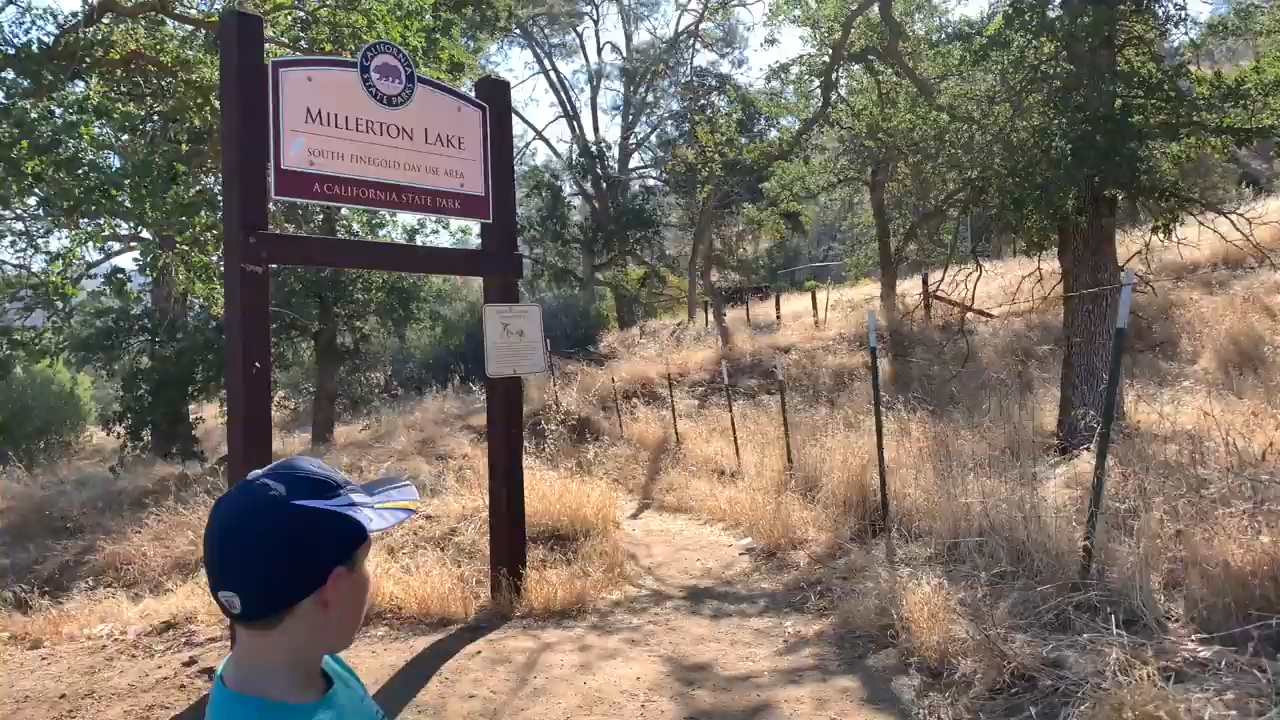 CALIFORNIA
STATE PARKS
MILLERTON LAKE
SOUTH FINEGOLD DAY USE AREA
A CALIFORNIA STATE PARK